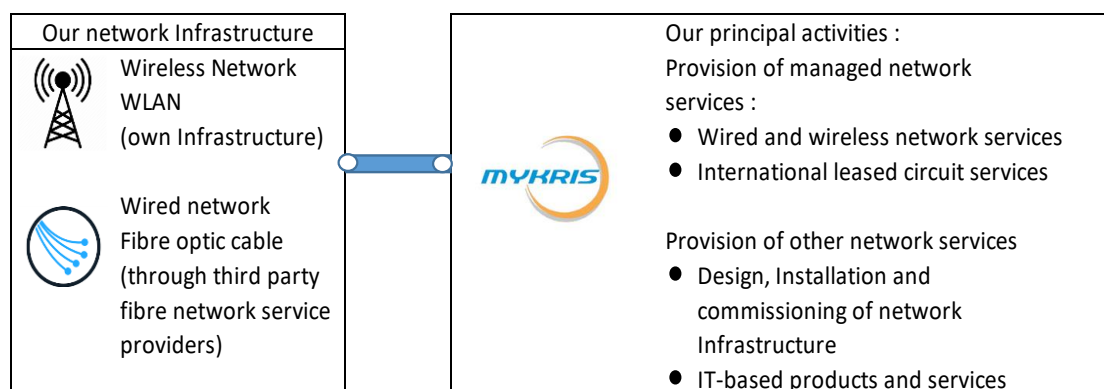 Our network Infrastructure
Wireless Network
WLAN
(own Infrastructure)
Wired network
Fibre optic cable
(through third party
fibre network service
providers)
MYKRIS
Our principal activities :
Provision of managed network
services :
● Wired and wireless network services
● International leased circuit services
Provision of other network services
● Design, Installation and
commissioning of network
Infrastructure
● IT-based products and services